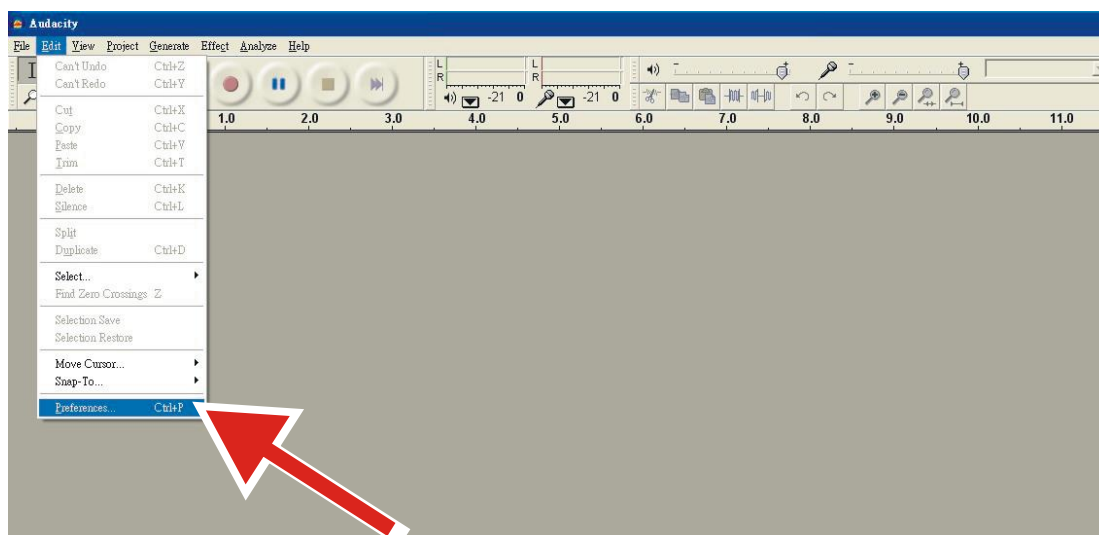 Audacity
File Edit View Project Generate Effect Analyze Help
Can't Undo Ctrl+Z
Can't Redo Ctrl+Y
Cut Ctrl+X
Copy Ctrl+C
Paste Ctrl+V
Trim Ctrl+T
Delete Ctrl+K
Silence Ctrl+L
Split
Duplicate Ctrl+D
Select...
Find Zero Crossings Z
Selection Save
Selection Restore
Move Cursor...
Snap-To...
Preferences... Ctrl+P
L
R
L
R
-21 0
-21 0
1.0 2.0 3.0 4.0 5.0 6.0 7.0 8.0 9.0 10.0 11.0